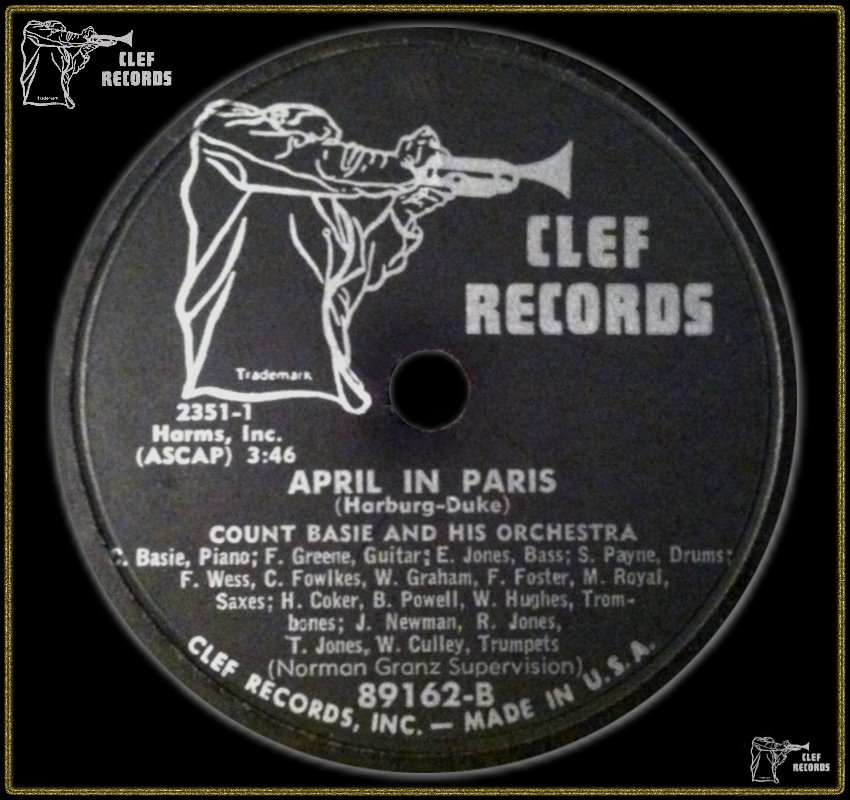 CLEF
RECORDS
Trademark
CLEF
RECORDS
Trademark
2351-1
Harms, Inc.
(ASCAP) 3:46
APRIL IN PARIS
(Harburg-Duke)
COUNT BASIE AND HIS ORCHESTRA
C. Basie, Piano; F. Greene, Guitar; E. Jones, Bass; S. Payne, Drums;
F. Wess, C. Fowlkes, W. Graham, F. Foster, M. Royal,
Saxes; H. Coker, B. Powell, W. Hughes, Trom-
bones; J. Newman, R. Jones,
T. Jones, W. Culley, Trumpets
(Norman Granz Supervision)
89162-B
CLEF RECORDS, INC. — MADE IN U.S.A.
CLEF
RECORDS